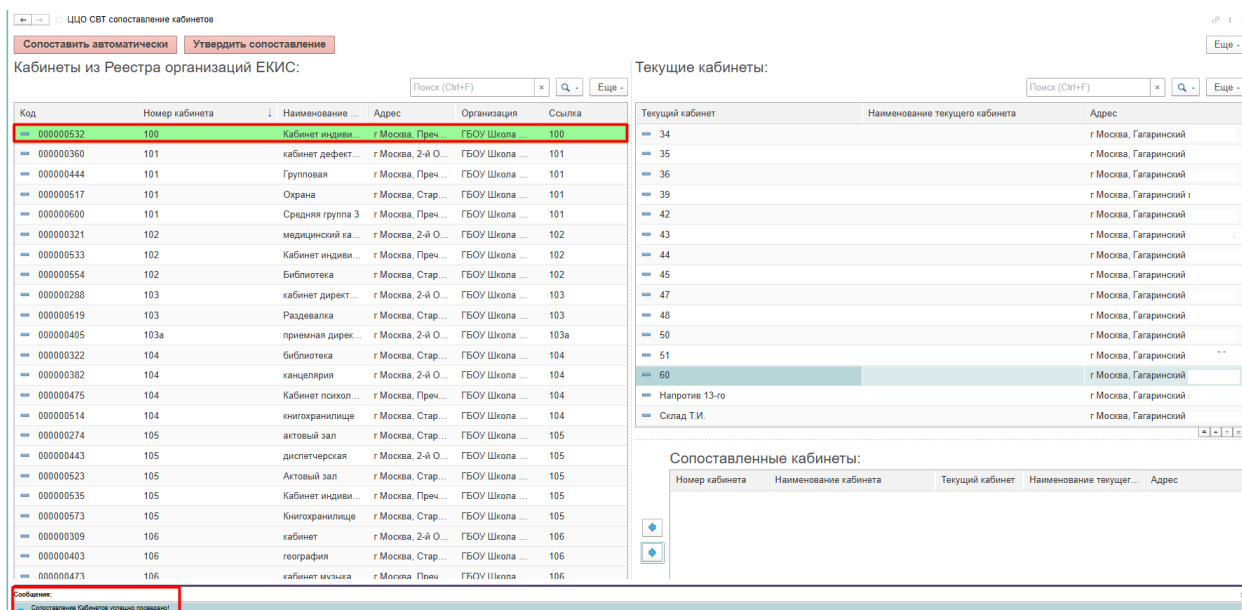 ЦЦО СВТ сопоставление кабинетов
Сопоставить автоматически Утвердить сопоставление Еще
Кабинеты из Реестра организаций ЕКИС: Текущие кабинеты:
Поиск (Ctrl+F) × Еще Поиск (Ctrl+F) × Еще
Код Номер кабинета ↓ Наименование ... Адрес Организация Ссылка Текущий кабинет Наименование текущего кабинета Адрес
000000532 100 Кабинет индиви... г Москва, Преч... ГБОУ Школа ... 100 34 г Москва, Гагаринский
000000360 101 кабинет дефект... г Москва, 2-й О... ГБОУ Школа ... 101 35 г Москва, Гагаринский
000000444 101 Групповая г Москва, Преч... ГБОУ Школа ... 101 36 г Москва, Гагаринский
000000517 101 Охрана г Москва, Стар... ГБОУ Школа ... 101 39 г Москва, Гагаринский
000000600 101 Средняя группа 3 г Москва, Преч... ГБОУ Школа ... 101 42 г Москва, Гагаринский
000000321 102 медицинский ка... г Москва, 2-й О... ГБОУ Школа ... 102 43 г Москва, Гагаринский
000000533 102 Кабинет индиви... г Москва, Преч... ГБОУ Школа ... 102 44 г Москва, Гагаринский
000000554 102 Библиотека г Москва, Стар... ГБОУ Школа ... 102 45 г Москва, Гагаринский
000000288 103 кабинет директ... г Москва, 2-й О... ГБОУ Школа ... 103 47 г Москва, Гагаринский
000000519 103 Раздевалка г Москва, Стар... ГБОУ Школа ... 103 48 г Москва, Гагаринский
000000405 103а приемная дирек... г Москва, 2-й О... ГБОУ Школа ... 103а 50 г Москва, Гагаринский
000000322 104 библиотека г Москва, Стар... ГБОУ Школа ... 104 51 г Москва, Гагаринский
000000382 104 канцелярия г Москва, 2-й О... ГБОУ Школа ... 104 60 г Москва, Гагаринский
000000475 104 Кабинет психол... г Москва, Преч... ГБОУ Школа ... 104 Напротив 13-го г Москва, Гагаринский
000000514 104 книгохранилище г Москва, Стар... ГБОУ Школа ... 104 Склад Т.И. г Москва, Гагаринский
000000274 105 актовый зал г Москва, Стар... ГБОУ Школа ... 105
000000443 105 диспетчерская г Москва, 2-й О... ГБОУ Школа ... 105 Сопоставленные кабинеты:
000000523 105 Актовый зал г Москва, Стар... ГБОУ Школа ... 105 Номер кабинета Наименование кабинета Текущий кабинет Наименование текущег... Адрес
000000535 105 Кабинет индиви... г Москва, Преч... ГБОУ Школа ... 105
000000573 105 Книгохранилище г Москва, Стар... ГБОУ Школа ... 105
000000309 106 кабинет г Москва, 2-й О... ГБОУ Школа ... 106
000000403 106 география г Москва, Стар... ГБОУ Школа ... 106
000000473 106 кабинет музыка г Москва, Преч ГБОУ Школа 106
Сообщения:
Сопоставление Кабинетов успешно проведано!